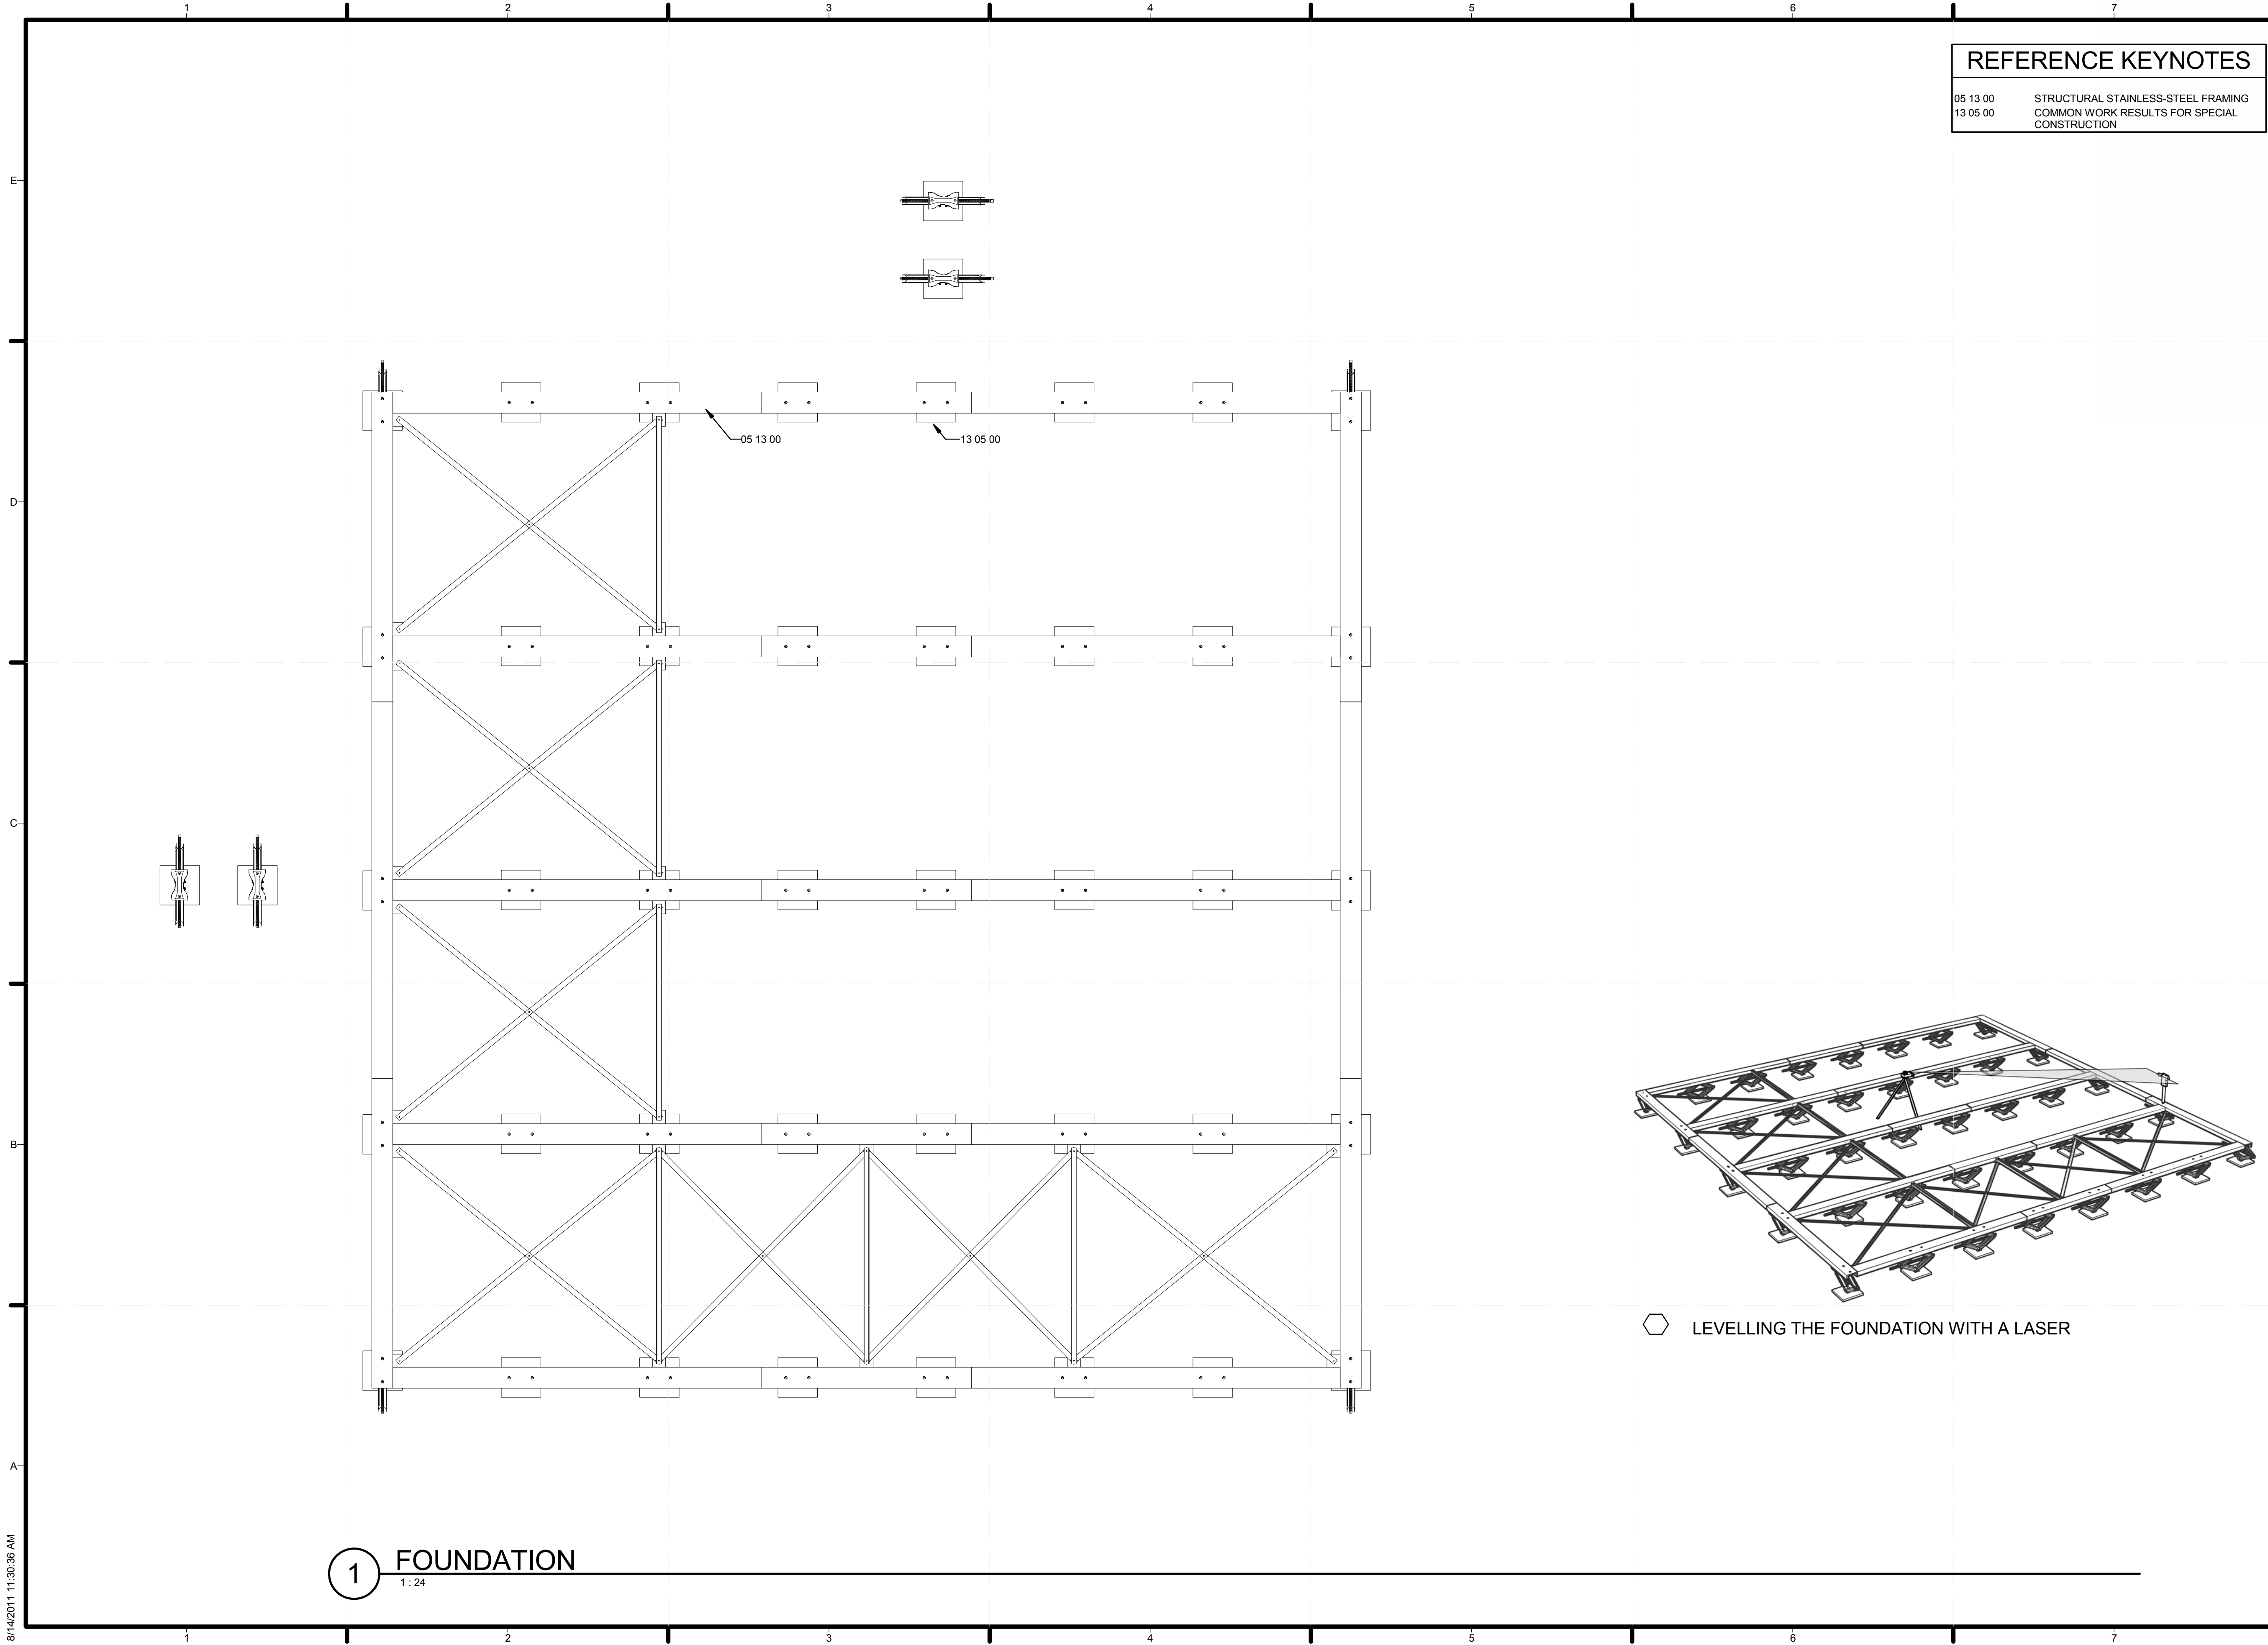 1 2 3 4 5 6 7
REFERENCE KEYNOTES
05 13 00 STRUCTURAL STAINLESS-STEEL FRAMING
13 05 00 COMMON WORK RESULTS FOR SPECIAL
CONSTRUCTION
E
D
05 13 00
13 05 00
C
B
LEVELLING THE FOUNDATION WITH A LASER
A
1 FOUNDATION
1 : 24
8/14/2011 11:30:36 AM
1 2 3 4 5 6 7